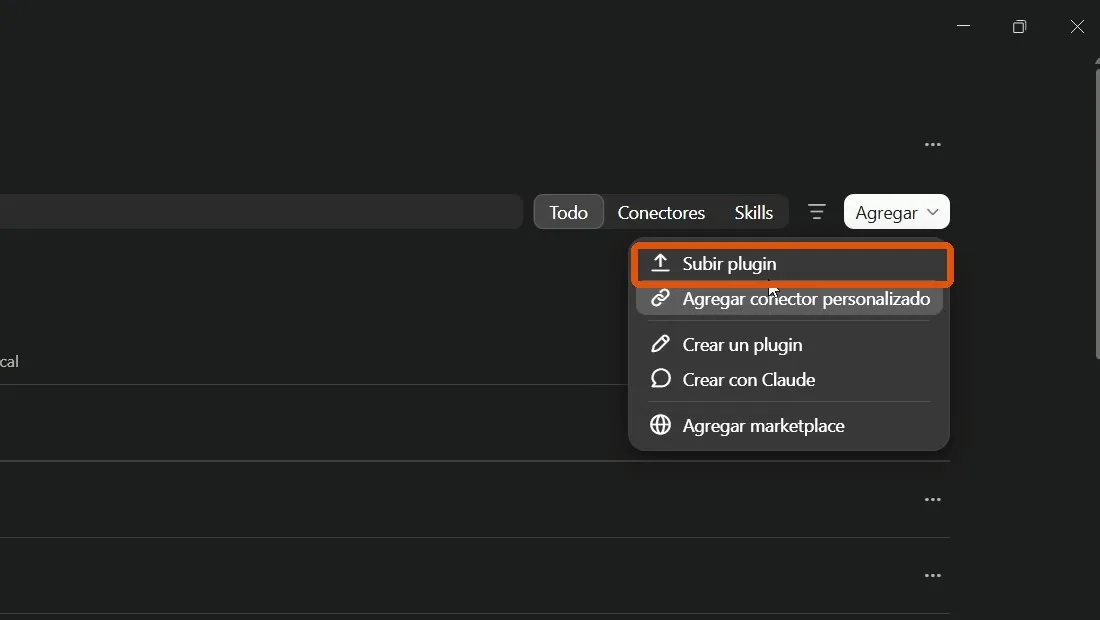 Todo
Conectores
Skills
Agregar
Subir plugin
Agregar conector personalizado
cal
Crear un plugin
Crear con Claude
Agregar marketplace